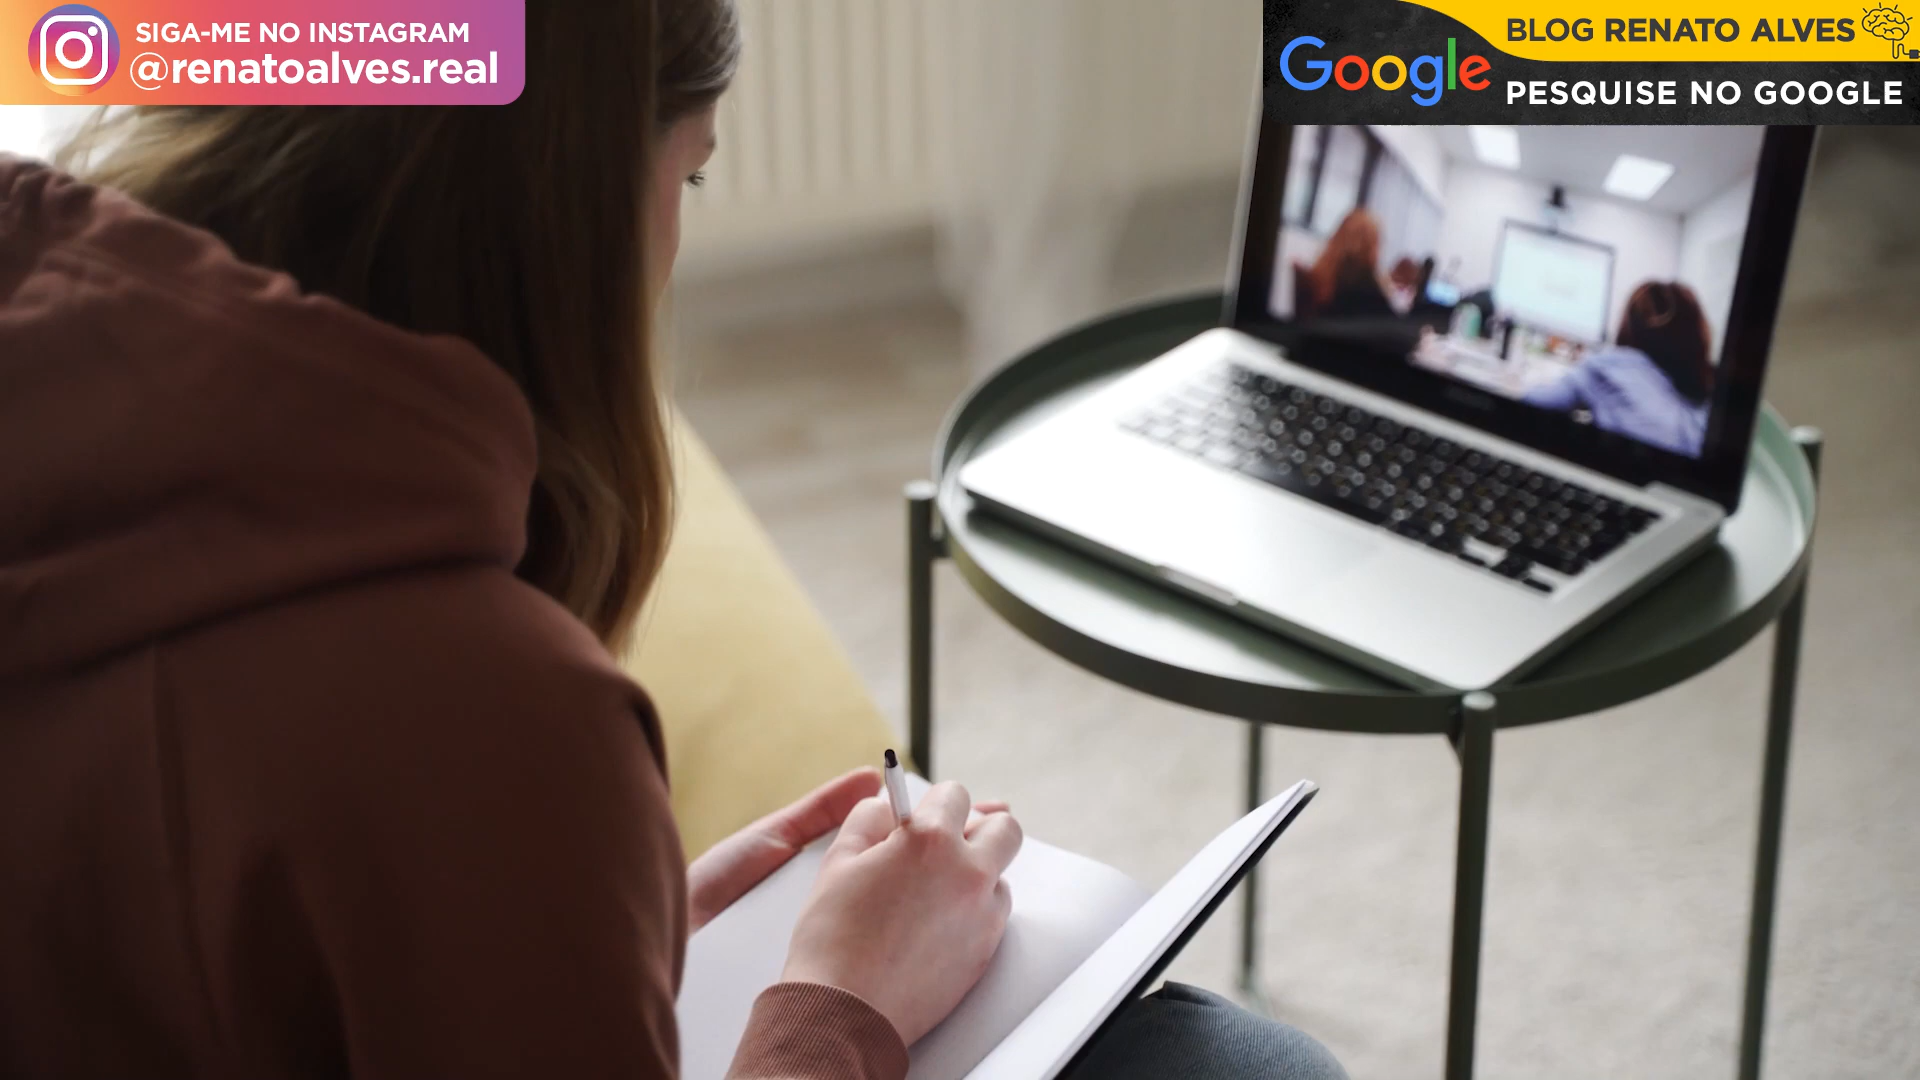 SIGA-ME NO INSTAGRAM
@renatoalves.real
BLOG RENATO ALVES
Google
PESQUISE NO GOOGLE